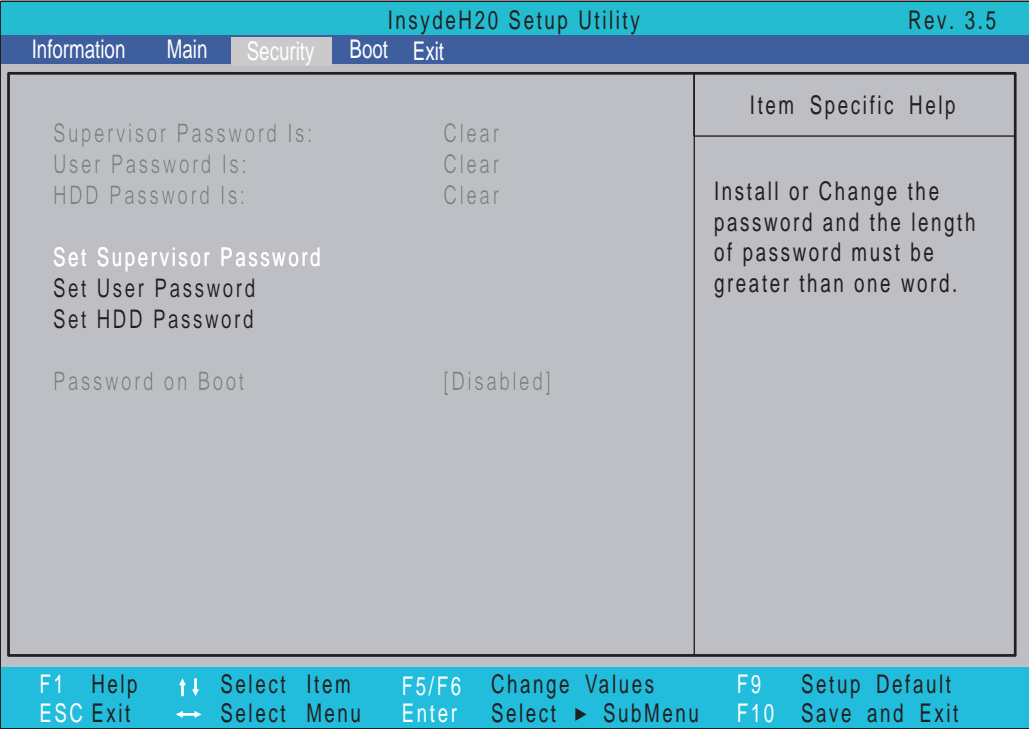 InsydeH20 Setup Utility Rev. 3.5
Information Main Security Boot Exit
Supervisor Password Is: Clear
User Password Is: Clear
HDD Password Is: Clear
Set Supervisor Password
Set User Password
Set HDD Password
Password on Boot [Disabled]
Item Specific Help
Install or Change the
password and the length
of password must be
greater than one word.
F1 Help ↑↓ Select Item F5/F6 Change Values F9 Setup Default
ESC Exit ↔ Select Menu Enter Select ► SubMenu F10 Save and Exit